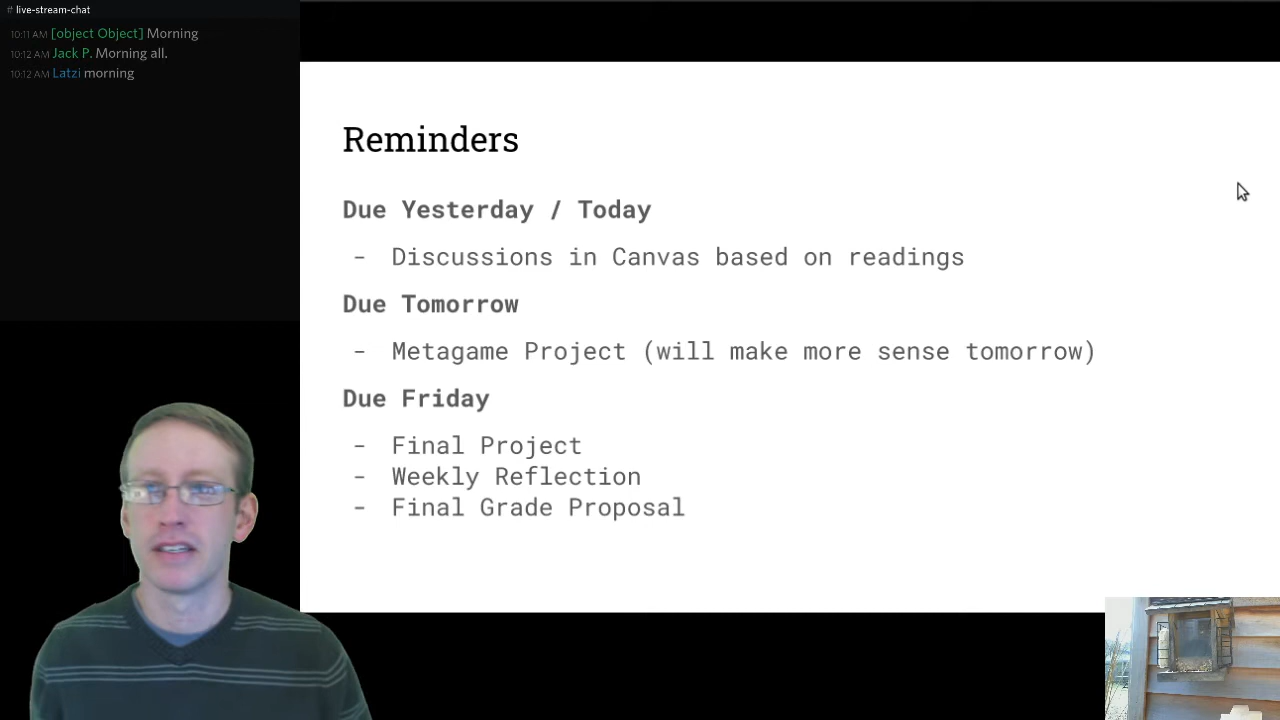 # live-stream-chat
10:11 AM [object Object] Morning
10:12 AM Jack P. Morning all.
10:12 AM Latzi morning
Reminders
Due Yesterday / Today
- Discussions in Canvas based on readings
Due Tomorrow
- Metagame Project (will make more sense tomorrow)
Due Friday
- Final Project
- Weekly Reflection
- Final Grade Proposal